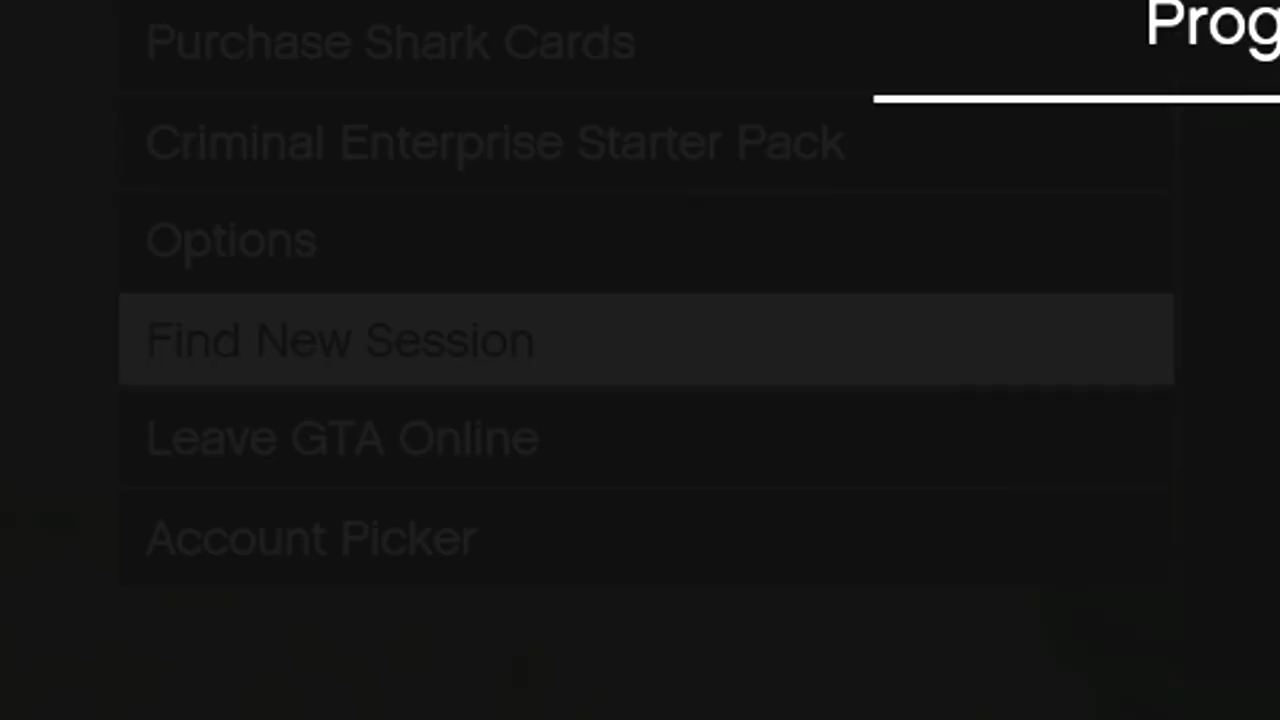 Prog
Purchase Shark Cards
Criminal Enterprise Starter Pack
Options
Find New Session
Leave GTA Online
Account Picker